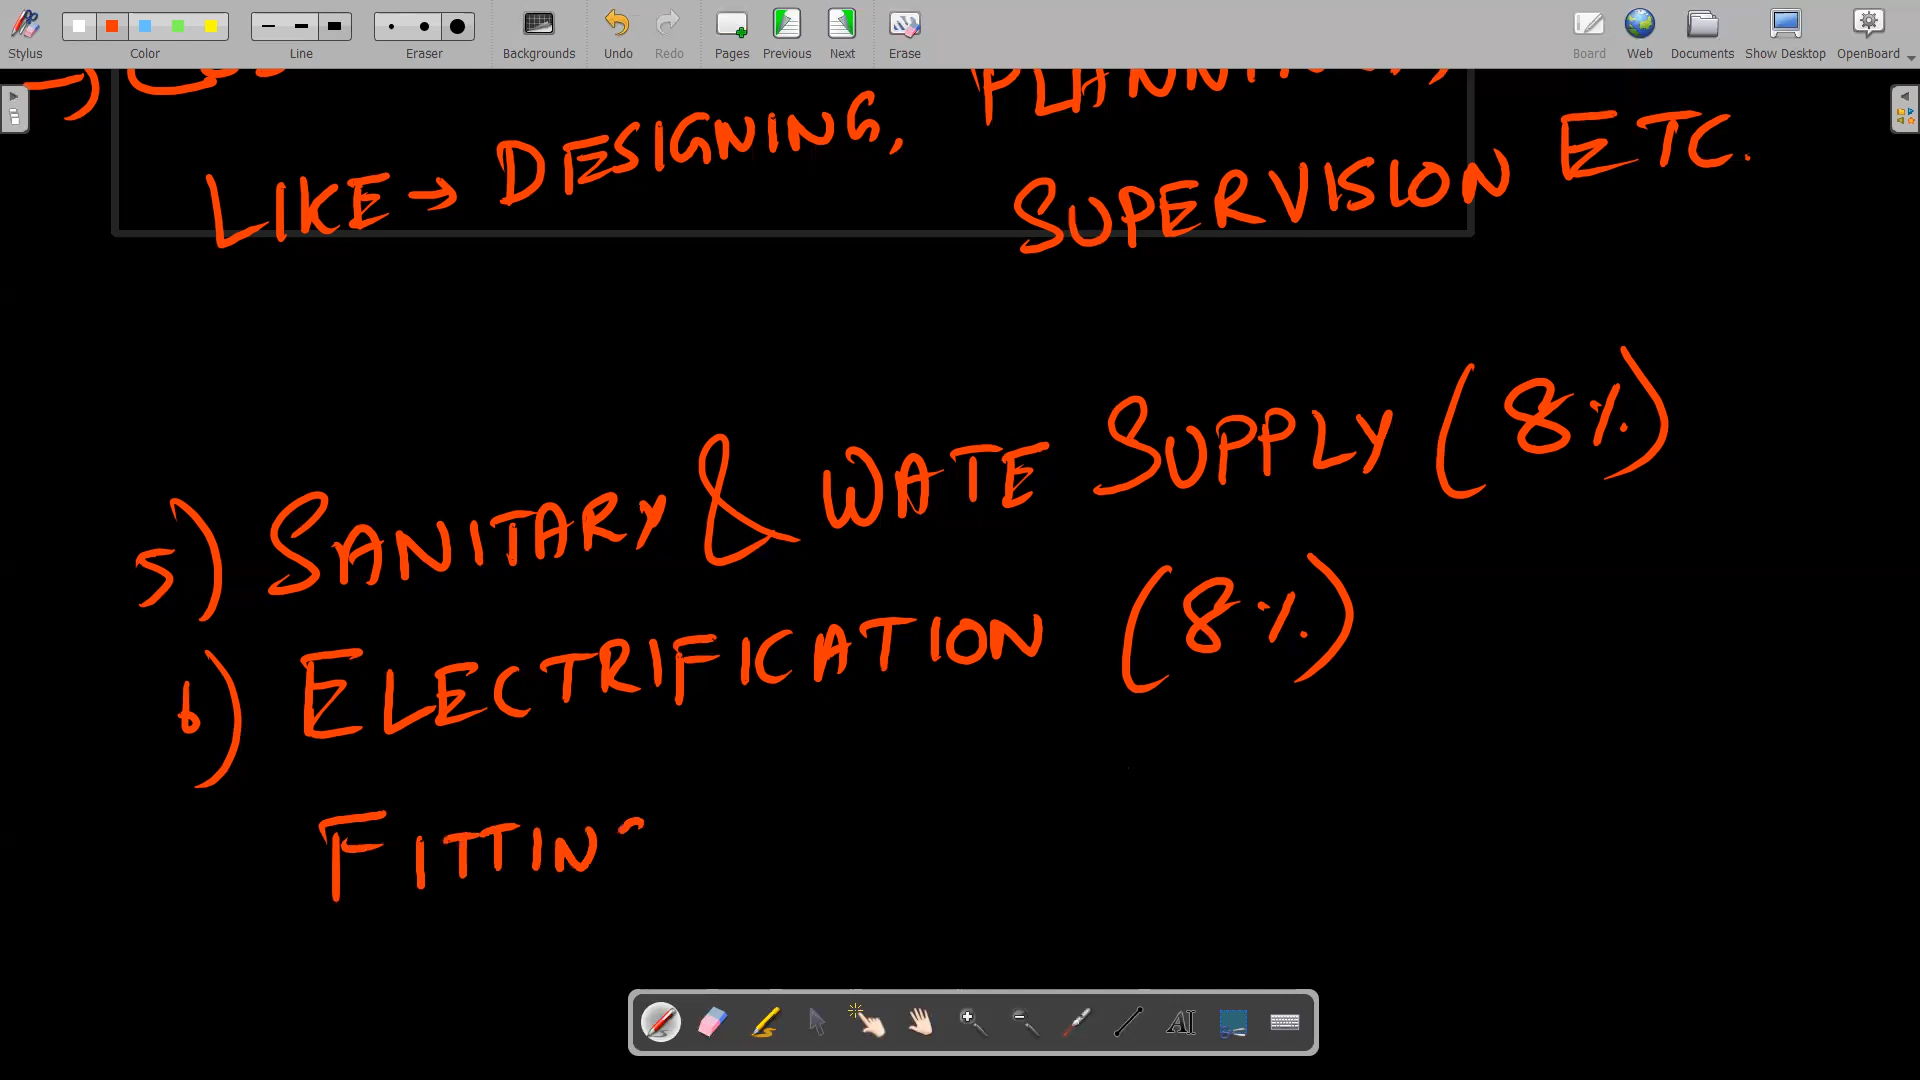 Stylus Color Line Eraser Backgrounds Undo Redo Pages Previous Next Erase Board Web Documents Show Desktop OpenBoard
LIKE → DESIGNING, PLANNING,
SUPERVISION ETC.
5) SANITARY & WATE SUPPLY (8%)
6) ELECTRIFICATION (8%)
FITTIN